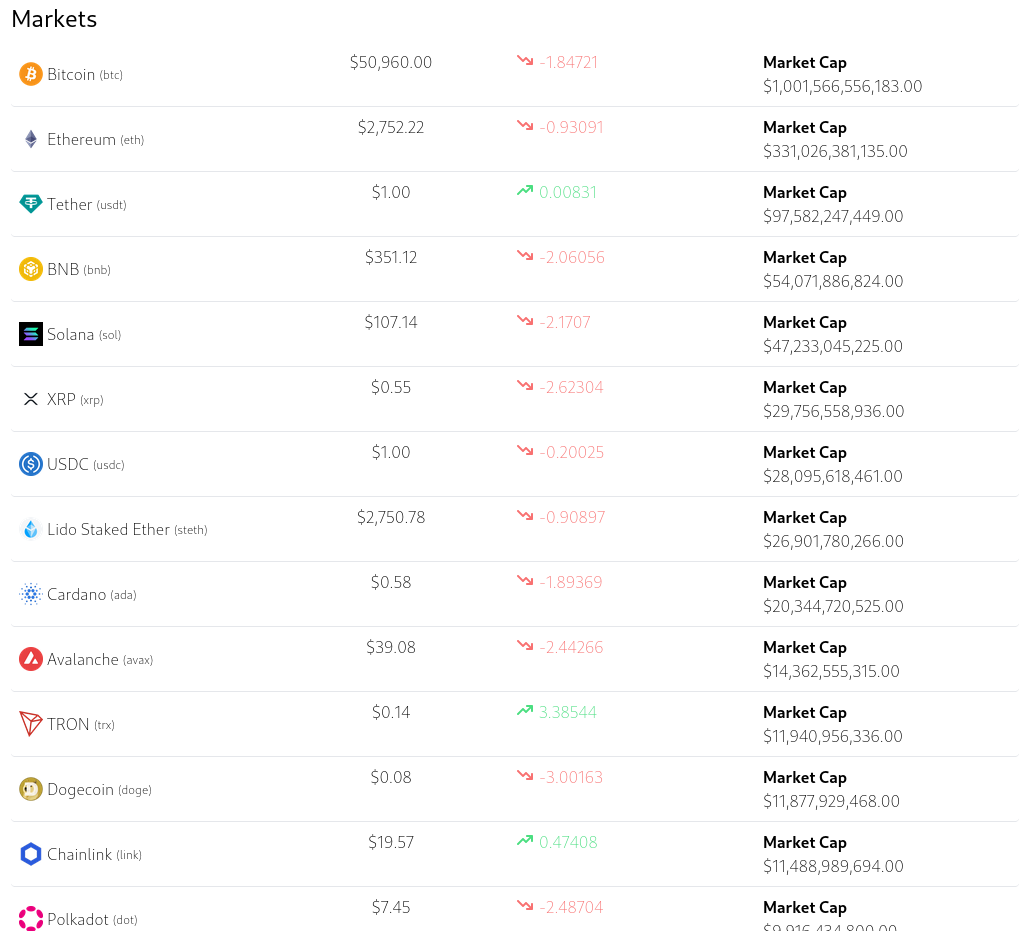 Markets
Bitcoin (btc) $50,960.00 -1.84721 Market Cap
$1,001,566,556,183.00
Ethereum (eth) $2,752.22 -0.93091 Market Cap
$331,026,381,135.00
Tether (usdt) $1.00 0.00831 Market Cap
$97,582,247,449.00
BNB (bnb) $351.12 -2.06056 Market Cap
$54,071,886,824.00
Solana (sol) $107.14 -2.1707 Market Cap
$47,233,045,225.00
XRP (xrp) $0.55 -2.62304 Market Cap
$29,756,558,936.00
USDC (usdc) $1.00 -0.20025 Market Cap
$28,095,618,461.00
Lido Staked Ether (steth) $2,750.78 -0.90897 Market Cap
$26,901,780,266.00
Cardano (ada) $0.58 -1.89369 Market Cap
$20,344,720,525.00
Avalanche (avax) $39.08 -2.44266 Market Cap
$14,362,555,315.00
TRON (trx) $0.14 3.38544 Market Cap
$11,940,956,336.00
Dogecoin (doge) $0.08 -3.00163 Market Cap
$11,877,929,468.00
Chainlink (link) $19.57 0.47408 Market Cap
$11,488,989,694.00
Polkadot (dot) $7.45 -2.48704 Market Cap